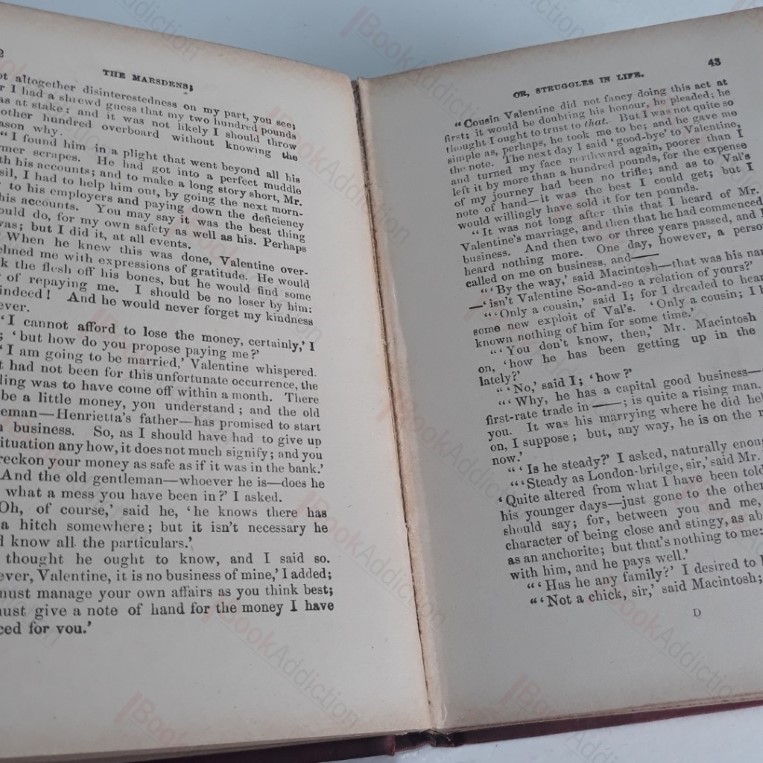 2
THE MARSDENS;
ot altogether disinterestedness on my part, you see;
r I had a shrewd guess that my two hundred pounds
as at stake: and it was not likely I should throw
other hundred overboard without knowing the
ason why.
"I found him in a plight that went beyond all his
mer scrapes. He had got into a perfect muddle
th his accounts; and to make a long story short, Mr.
sil, I had to help him out, by going the next morn-
to his employers and paying down the deficiency
his accounts. You may say it was the best thing
ould do, for my own safety as well as his. Perhaps
was; but I did it, at all events.
When he knew this was done, Valentine over-
elmed me with expressions of gratitude. He would
k the flesh off his bones, but he would find some
of repaying me. I should be no loser by him:
indeed! And he would never forget my kindness
ever.
'I cannot afford to lose the money, certainly,' I
; 'but how do you propose paying me?'
'I am going to be married,' Valentine whispered.
t had not been for this unfortunate occurrence, the
ling was to have come off within a month. There
be a little money, you understand; and the old
leman—Henrietta's father—has promised to start
n business. So, as I should have had to give up
ituation any how, it does not much signify; and you
reckon your money as safe as if it was in the bank.'
And the old gentleman—whoever he is—does he
what a mess you have been in?' I asked.
Oh, of course,' said he, 'he knows there has
a hitch somewhere; but it isn't necessary he
d know all the particulars.'
thought he ought to know, and I said so.
ever, Valentine, it is no business of mine,' I added;
must manage your own affairs as you think best;
must give a note of hand for the money I have
ced for you.'
43
OR, STRUGGLES IN LIFE.
"Cousin Valentine did not fancy doing this act at
first; it would be doubting his honour, he pleaded; he
thought I ought to trust to that. But I was not quite so
simple as, perhaps, he took me to be; and he gave me
the note. The next day I said 'good-bye' to Valentine,
and turned my face northward again, poorer than I
left it by more than a hundred pounds, for the expense
of my journey had been no trifle; and as to Val's
note of hand—it was the best I could get; but I
would willingly have sold it for ten pounds.
"It was not long after this that I heard of Mr.
Valentine's marriage, and then that he had commenced
business. And then two or three years passed, and I
heard nothing more. One day, however, a perso
called on me on business, and——
"'By the way,' said Macintosh—that was his nam
—'isn't Valentine So-and-so a relation of yours?'
"'Only a cousin,' said I; for I dreaded to hear
some new exploit of Val's. 'Only a cousin; I h
known nothing of him for some time.'
"'You don't know, then,' Mr. Macintosh
on, 'how he has been getting up in the
lately?'
"'No,' said I; 'how?'
"'Why, he has a capital good business—
first-rate trade in ——; is quite a rising man.
you. It was his marrying where he did hel
on, I suppose; but, any way, he is on the r
now.'
"'Is he steady?' I asked, naturally enou
"'Steady as London-bridge, sir,' said Mr.
'Quite altered from what I have been told
his younger days—just gone to the other
should say; for, between you and me,
character of being close and stingy, as ab
as an anchorite; but that's nothing to me:
with him, and he pays well.'
"'Has he any family?' I desired to k
"'Not a chick, sir,' said Macintosh;
D
BookAddiction